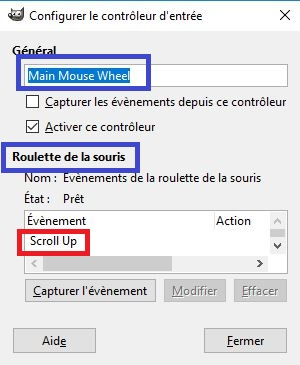 Configurer le contrôleur d'entrée
Général
Main Mouse Wheel
Capturer les évènements depuis ce contrôleur
Activer ce contrôleur
Roulette de la souris
Nom : Évènements de la roulette de la souris
État : Prêt
Évènement Action
Scroll Up
Capturer l'évènement Modifier Effacer
Aide Fermer